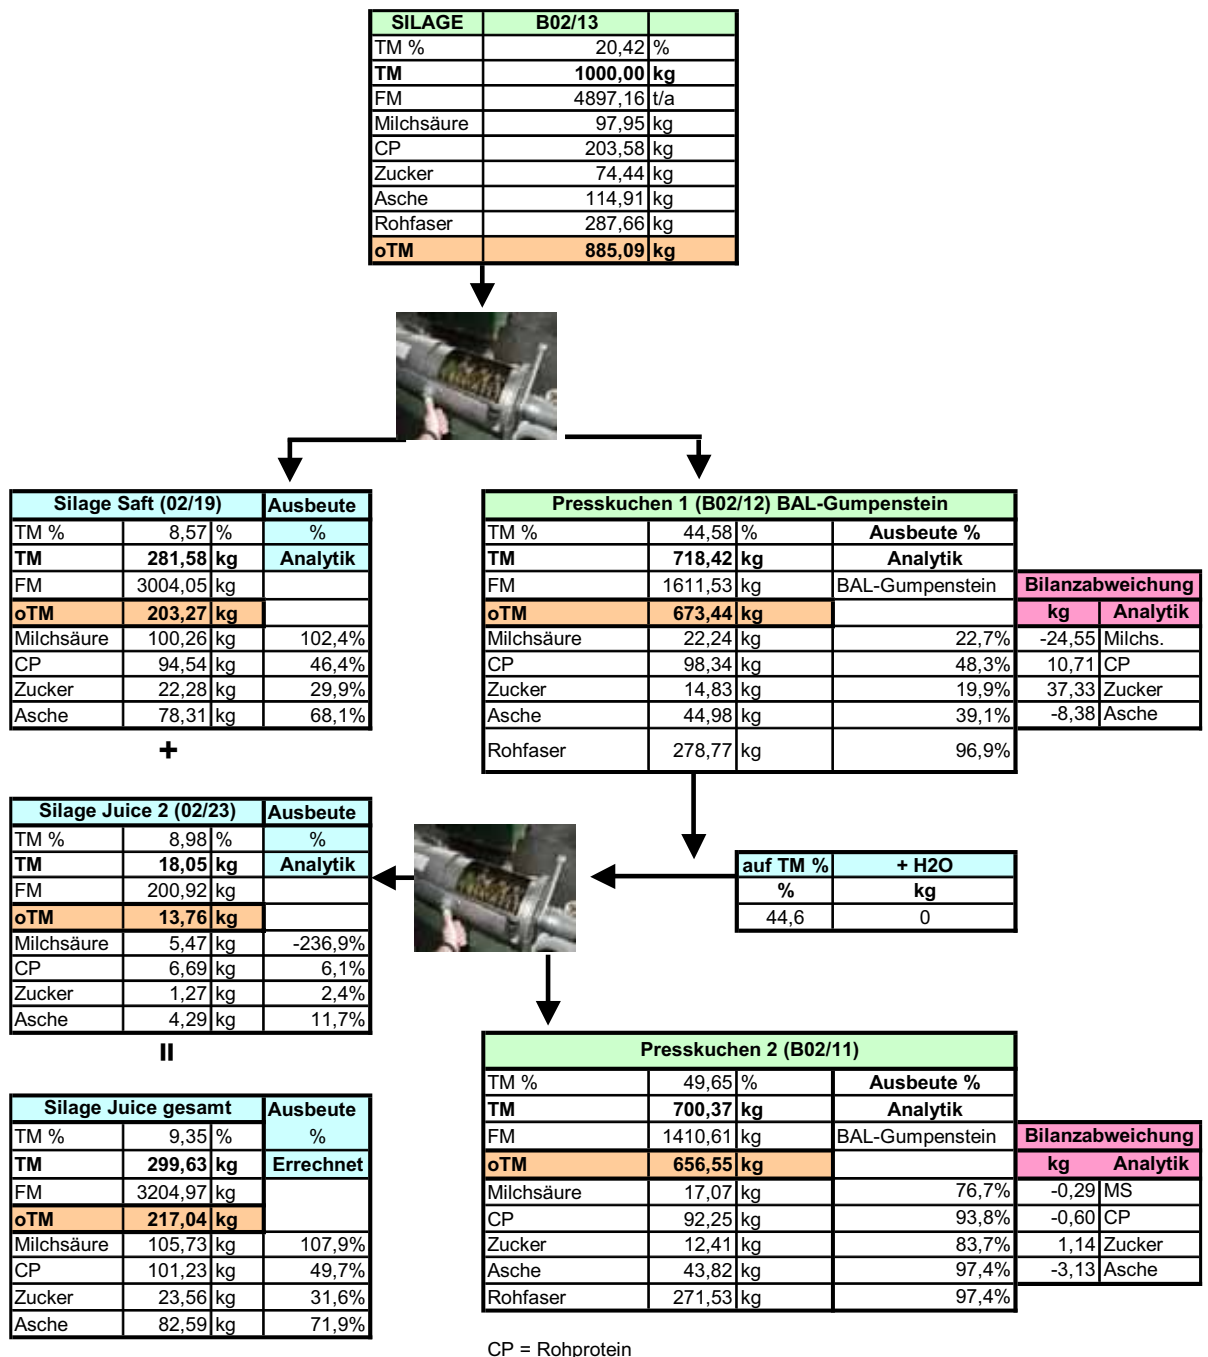 SILAGE B02/13
TM % 20,42 %
TM 1000,00 kg
FM 4897,16 t/a
Milchsäure 97,95 kg
CP 203,58 kg
Zucker 74,44 kg
Asche 114,91 kg
Rohfaser 287,66 kg
oTM 885,09 kg
Silage Saft (02/19) Ausbeute
TM % 8,57 % %
TM 281,58 kg Analytik
FM 3004,05 kg
oTM 203,27 kg
Milchsäure 100,26 kg 102,4%
CP 94,54 kg 46,4%
Zucker 22,28 kg 29,9%
Asche 78,31 kg 68,1%
+
Presskuchen 1 (B02/12) BAL-Gumpenstein
TM % 44,58 % Ausbeute %
TM 718,42 kg Analytik
FM 1611,53 kg BAL-Gumpenstein
oTM 673,44 kg
Milchsäure 22,24 kg 22,7%
CP 98,34 kg 48,3%
Zucker 14,83 kg 19,9%
Asche 44,98 kg 39,1%
Rohfaser 278,77 kg 96,9%
Bilanzabweichung
kg Analytik
-24,55 Milchs.
10,71 CP
37,33 Zucker
-8,38 Asche
Silage Juice 2 (02/23) Ausbeute
TM % 8,98 % %
TM 18,05 kg Analytik
FM 200,92 kg
oTM 13,76 kg
Milchsäure 5,47 kg -236,9%
CP 6,69 kg 6,1%
Zucker 1,27 kg 2,4%
Asche 4,29 kg 11,7%
=
auf TM % + H2O
% kg
44,6 0
Silage Juice gesamt Ausbeute
TM % 9,35 % %
TM 299,63 kg Errechnet
FM 3204,97 kg
oTM 217,04 kg
Milchsäure 105,73 kg 107,9%
CP 101,23 kg 49,7%
Zucker 23,56 kg 31,6%
Asche 82,59 kg 71,9%
Presskuchen 2 (B02/11)
TM % 49,65 % Ausbeute %
TM 700,37 kg Analytik
FM 1410,61 kg BAL-Gumpenstein
oTM 656,55 kg
Milchsäure 17,07 kg 76,7%
CP 92,25 kg 93,8%
Zucker 12,41 kg 83,7%
Asche 43,82 kg 97,4%
Rohfaser 271,53 kg 97,4%
Bilanzabweichung
kg Analytik
-0,29 MS
-0,60 CP
1,14 Zucker
-3,13 Asche
CP = Rohprotein